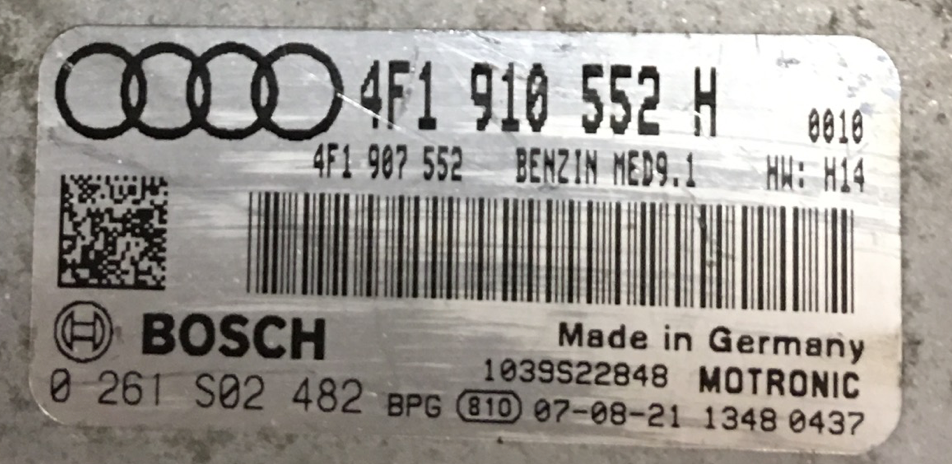 4F1 910 552 H 0010
4F1 907 552 BENZIN MED9.1 HW: H14
BOSCH Made in Germany
1039S22848 MOTRONIC
0 261 S02 482 BPG 810 07-08-21 1348 0437